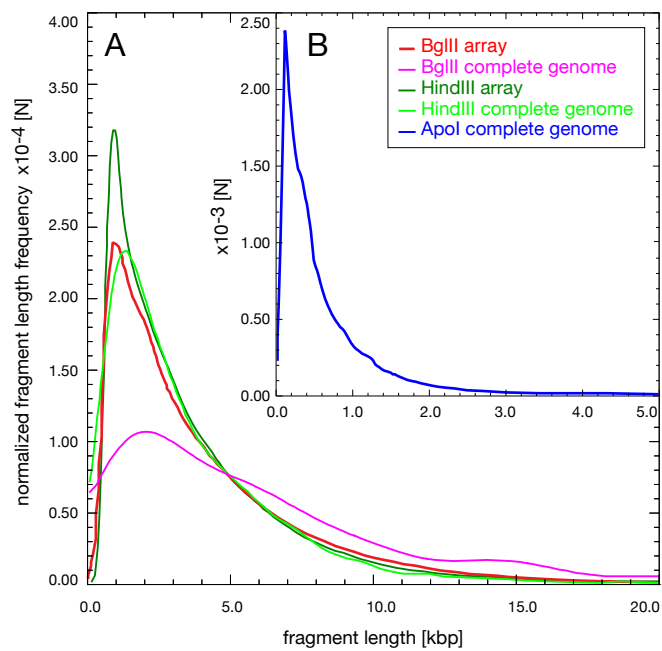 A
B
BglII array
BglII complete genome
HindIII array
HindIII complete genome
ApoI complete genome
normalized fragment length frequency x10-4 [N]
4.00
3.50
3.00
2.50
2.00
1.50
1.00
0.50
0.00
0.0
5.0
10.0
15.0
20.0
fragment length [kbp]
x10-3 [N]
2.50
2.00
1.50
1.00
0.50
0.00
0.0
1.0
2.0
3.0
4.0
5.0